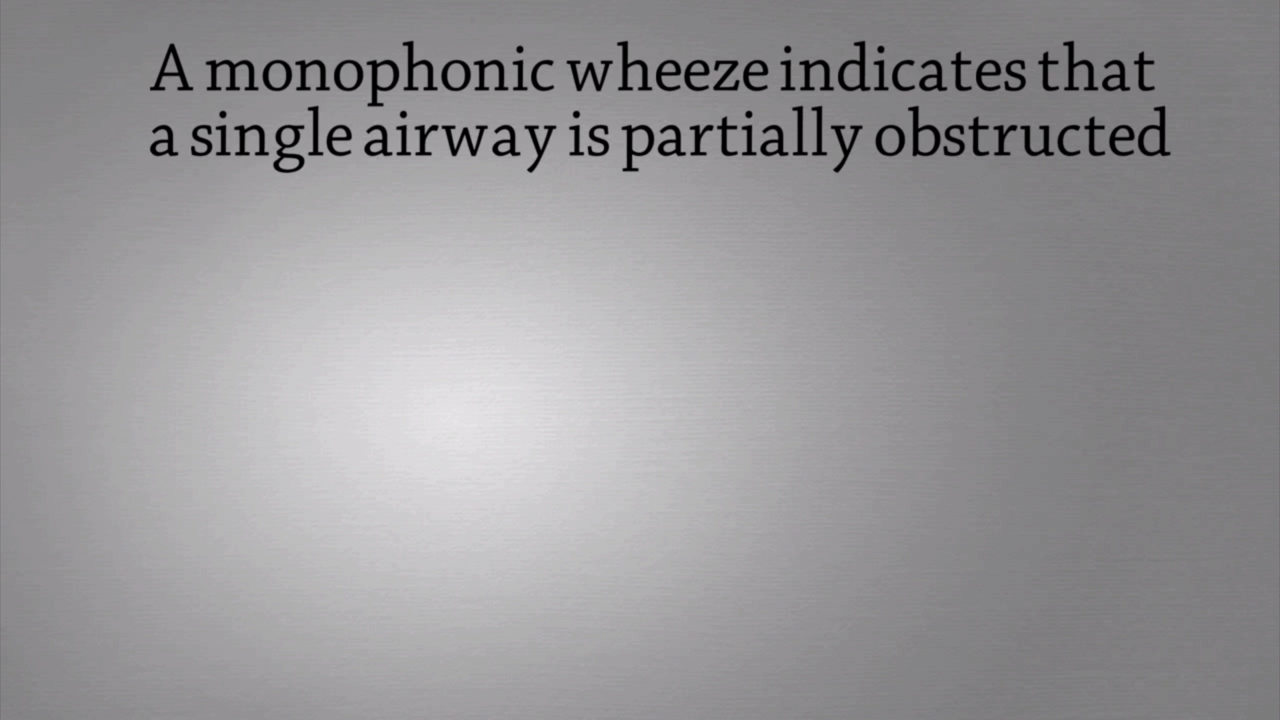 A monophonic wheeze indicates that
a single airway is partially obstructed